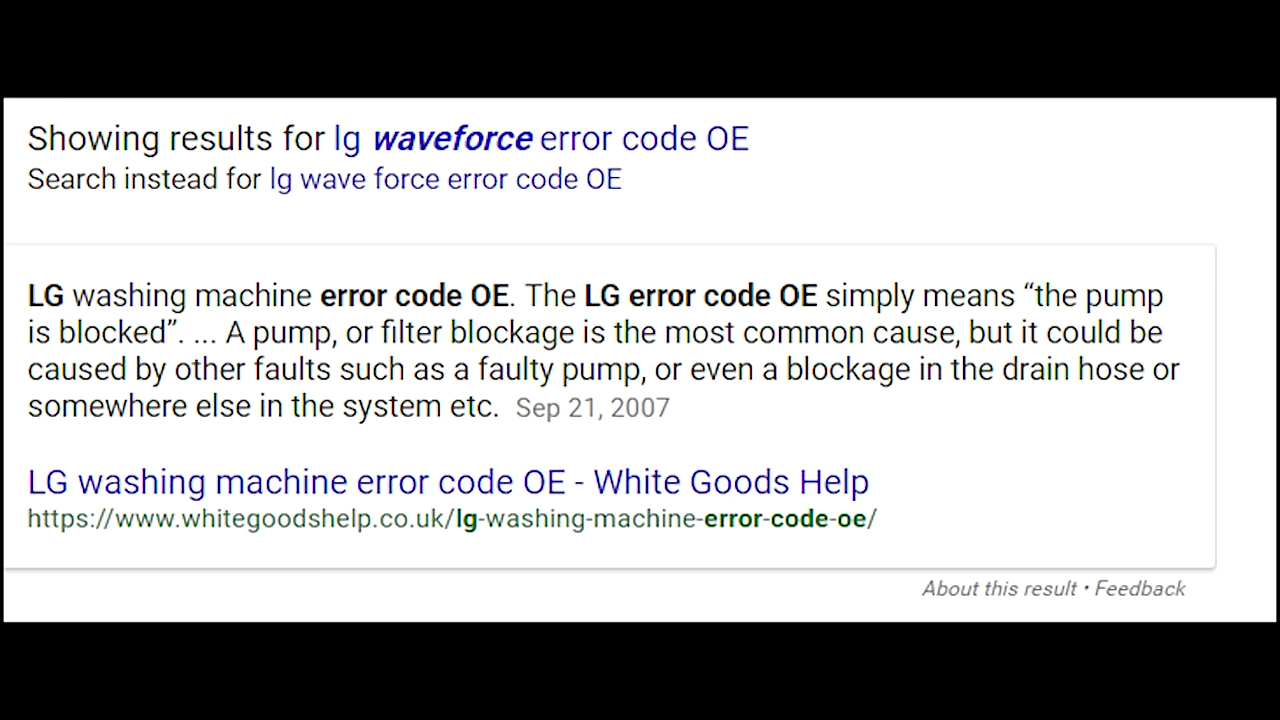 Showing results for lg waveforce error code OE
Search instead for lg wave force error code OE
LG washing machine error code OE. The LG error code OE simply means “the pump
is blocked”. ... A pump, or filter blockage is the most common cause, but it could be
caused by other faults such as a faulty pump, or even a blockage in the drain hose or
somewhere else in the system etc. Sep 21, 2007
LG washing machine error code OE - White Goods Help
https://www.whitegoodshelp.co.uk/lg-washing-machine-error-code-oe/
About this result • Feedback